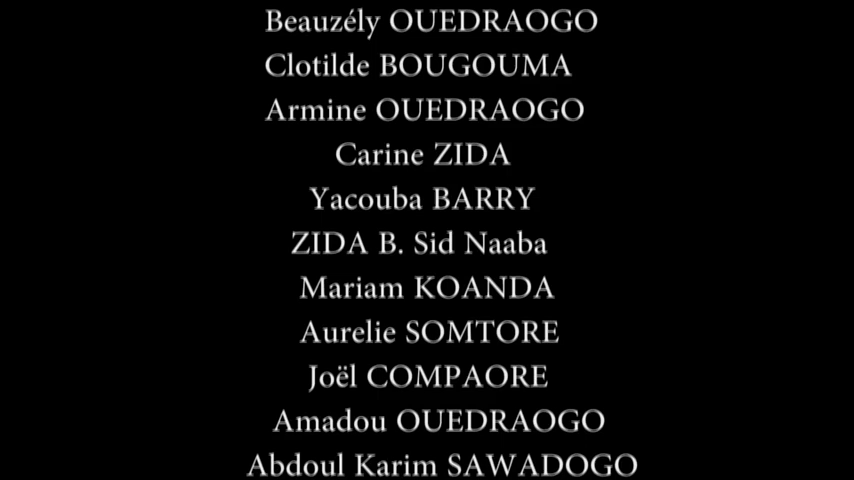 Beauzély OUEDRAOGO
Clotilde BOUGOUMA
Armine OUEDRAOGO
Carine ZIDA
Yacouba BARRY
ZIDA B. Sid Naaba
Mariam KOANDA
Aurelie SOMTORE
Joël COMPAORE
Amadou OUEDRAOGO
Abdoul Karim SAWADOGO